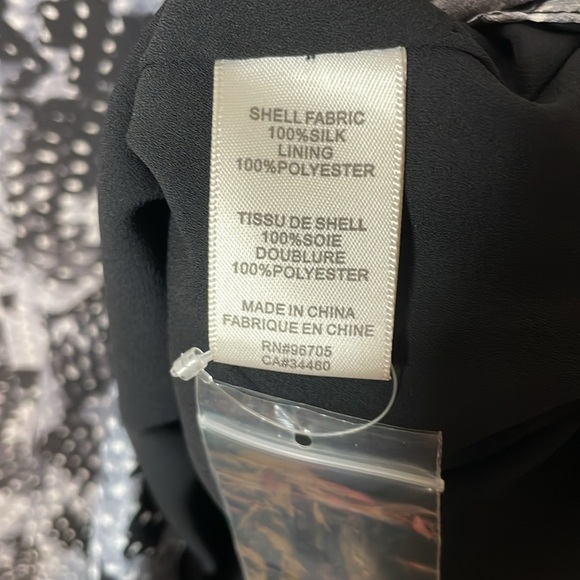 SHELL FABRIC
100%SILK
LINING
100%POLYESTER
TISSU DE SHELL
100%SOIE
DOUBLURE
100%POLYESTER
MADE IN CHINA
FABRIQUE EN CHINE
RN#96705
CA#34460